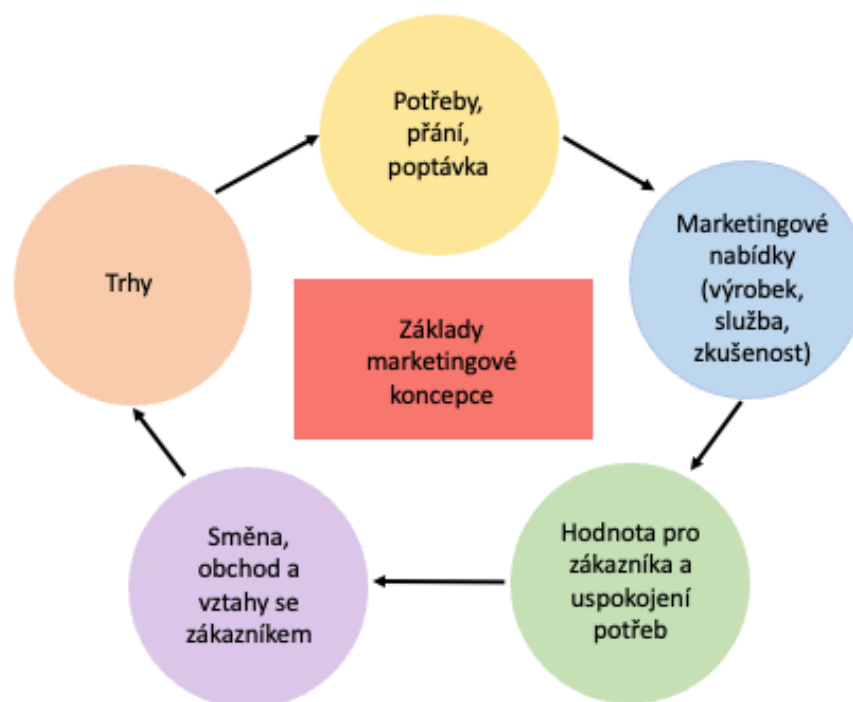 Potřeby,
přání,
poptávka
Marketingové
nabídky
(výrobek,
služba,
zkušenost)
Trhy
Základy
marketingové
koncepce
Směna,
obchod a
vztahy se
zákazníkem
Hodnota pro
zákazníka a
uspokojení
potřeb